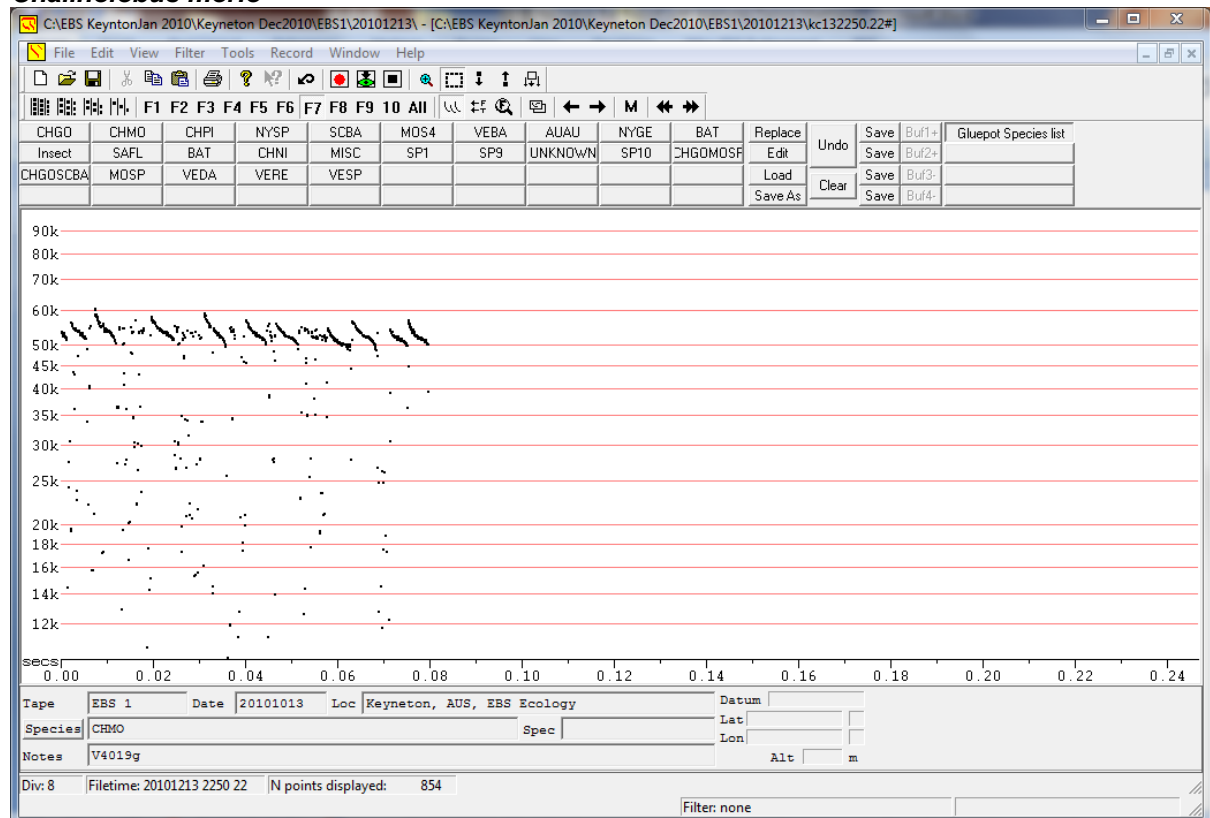 Chalinolobus morio
C:\EBS KeyntonJan 2010\Keyneton Dec2010\EBS1\20101213\ - [C:\EBS KeyntonJan 2010\Keyneton Dec2010\EBS1\20101213\kc132250.22#]
File Edit View Filter Tools Record Window Help
F1 F2 F3 F4 F5 F6 F7 F8 F9 10 All M
CHGO CHMO CHPI NYSP SCBA MOS4 VEBA AUAU NYGE BAT Replace Undo Save Buf1+ Gluepot Species list
Insect SAFL BAT CHNI MISC SP1 SP9 UNKNOWN SP10 CHGOMOSF Edit Save Buf2+
CHGOSCBA MOSP VEDA VERE VESP Load Clear Save Buf3-
Save As Save Buf4-
90k
80k
70k
60k
50k
45k
40k
35k
30k
25k
20k
18k
16k
14k
12k
secs
0.00 0.02 0.04 0.06 0.08 0.10 0.12 0.14 0.16 0.18 0.20 0.22 0.24
Tape EBS 1 Date 20101013 Loc Keyneton, AUS, EBS Ecology Datum
Species CHMO Spec Lat
Lon
Notes V4019g Alt m
Div: 8 Filetime: 20101213 2250 22 N points displayed: 854
Filter: none